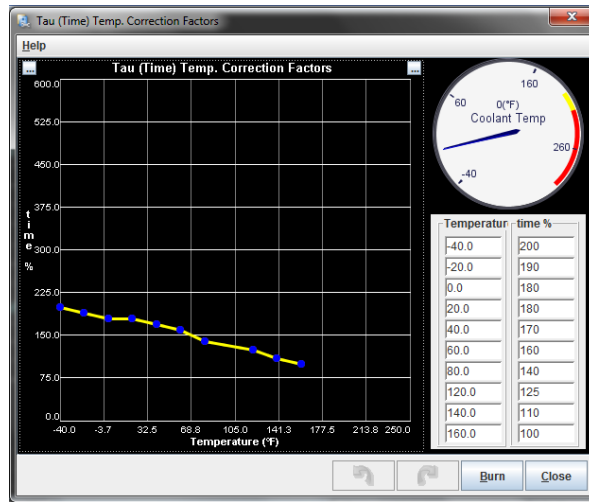 Tau (Time) Temp. Correction Factors
Help
... Tau (Time) Temp. Correction Factors ...
600.0
525.0
450.0
375.0
300.0
225.0
150.0
75.0
0.0
time %
-40.0 -3.7 32.5 68.8 105.0 141.3 177.5 213.8 250.0
Temperature (°F)
160
60 0(°F)
Coolant Temp
260
-40
Temperatur time %
-40.0 200
-20.0 190
0.0 180
20.0 180
40.0 170
60.0 160
80.0 140
120.0 125
140.0 110
160.0 100
Burn Close